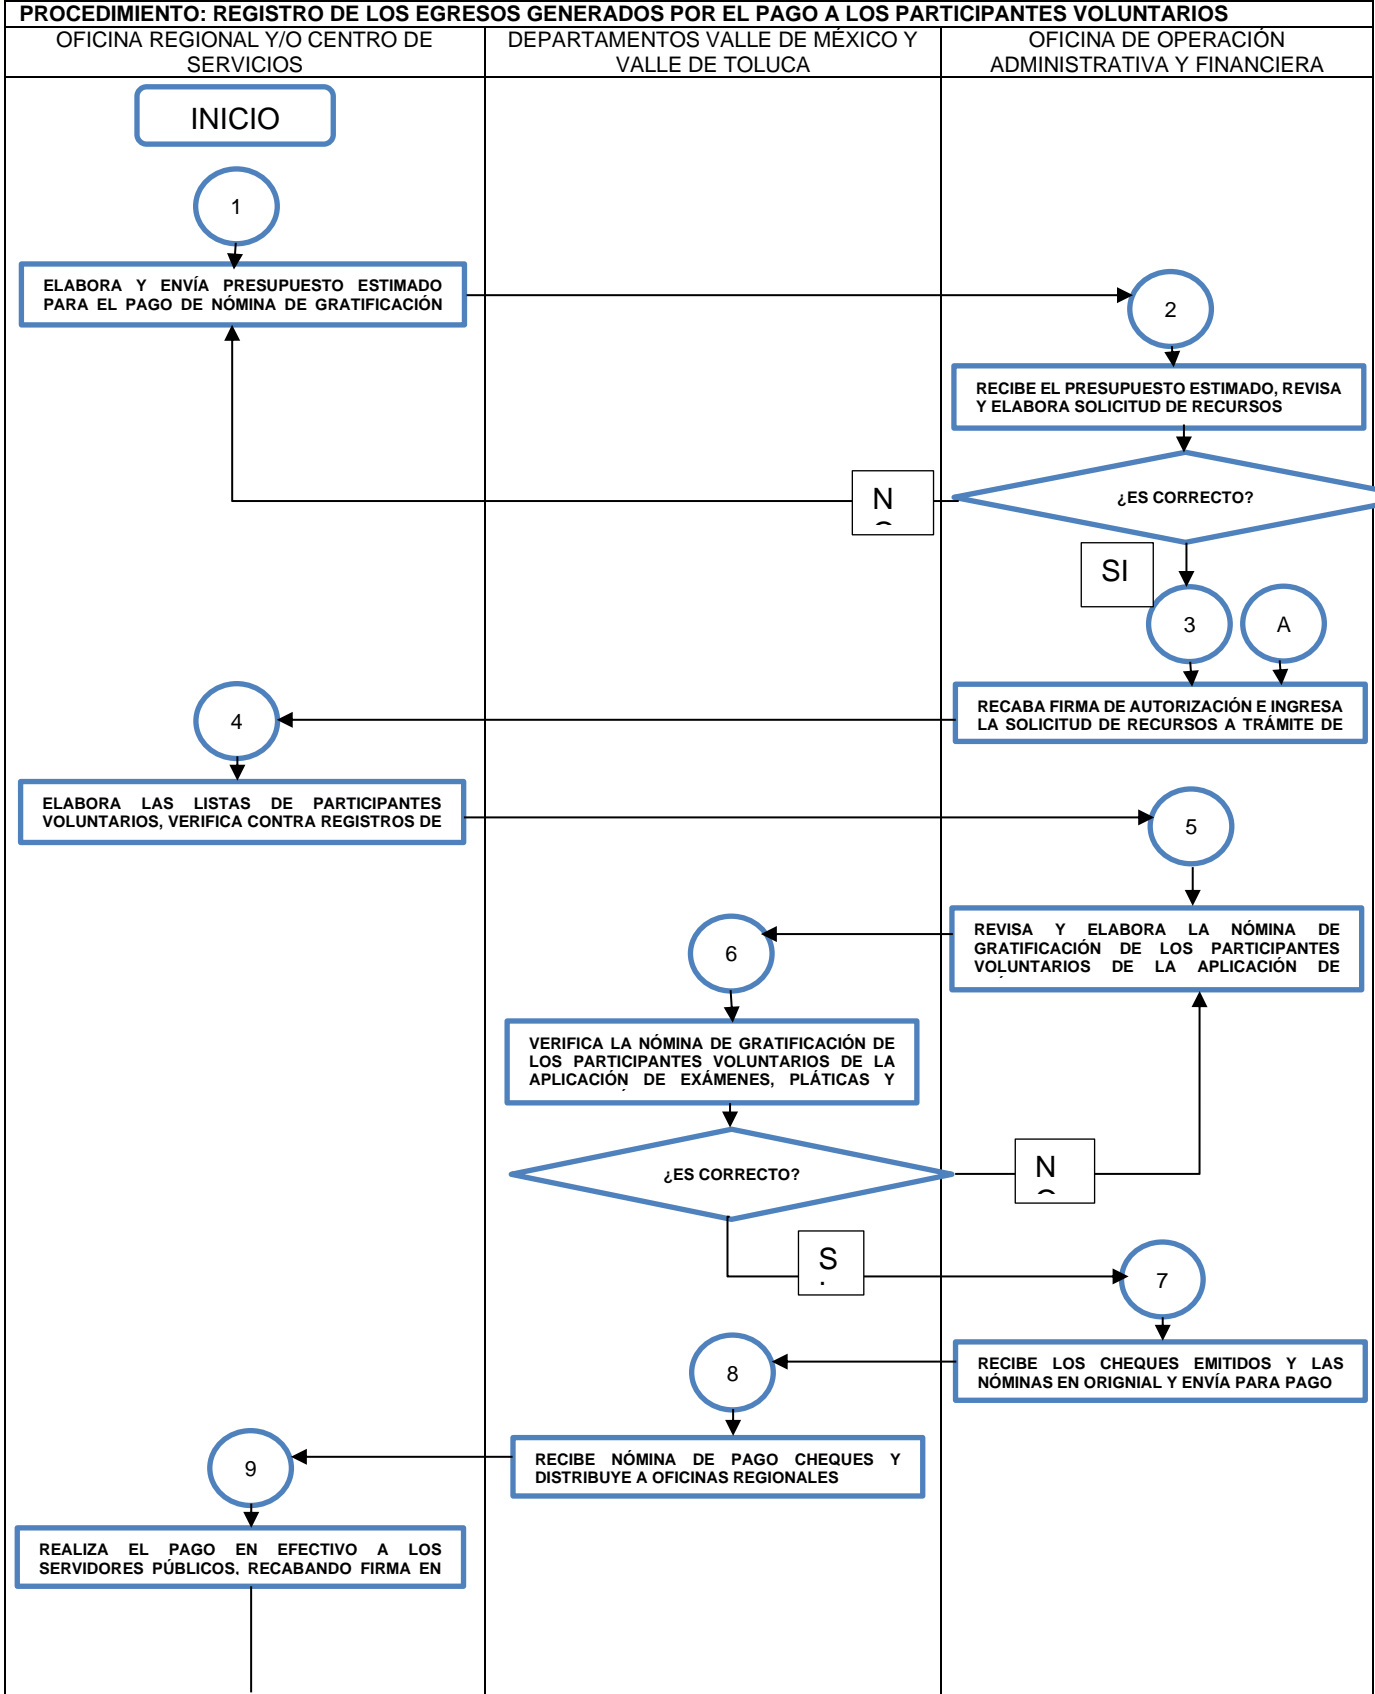 PROCEDIMIENTO: REGISTRO DE LOS EGRESOS GENERADOS POR EL PAGO A LOS PARTICIPANTES VOLUNTARIOS
OFICINA REGIONAL Y/O CENTRO DE
SERVICIOS
DEPARTAMENTOS VALLE DE MÉXICO Y
VALLE DE TOLUCA
OFICINA DE OPERACIÓN
ADMINISTRATIVA Y FINANCIERA
INICIO
1
ELABORA Y ENVÍA PRESUPUESTO ESTIMADO
PARA EL PAGO DE NÓMINA DE GRATIFICACIÓN
2
RECIBE EL PRESUPUESTO ESTIMADO, REVISA
Y ELABORA SOLICITUD DE RECURSOS
¿ES CORRECTO?
N
SI
3
A
RECABA FIRMA DE AUTORIZACIÓN E INGRESA
LA SOLICITUD DE RECURSOS A TRÁMITE DE
4
ELABORA LAS LISTAS DE PARTICIPANTES
VOLUNTARIOS, VERIFICA CONTRA REGISTROS DE
5
REVISA Y ELABORA LA NÓMINA DE
GRATIFICACIÓN DE LOS PARTICIPANTES
VOLUNTARIOS DE LA APLICACIÓN DE
6
VERIFICA LA NÓMINA DE GRATIFICACIÓN DE
LOS PARTICIPANTES VOLUNTARIOS DE LA
APLICACIÓN DE EXÁMENES, PLÁTICAS Y
¿ES CORRECTO?
N
S
7
RECIBE LOS CHEQUES EMITIDOS Y LAS
NÓMINAS EN ORIGNIAL Y ENVÍA PARA PAGO
8
RECIBE NÓMINA DE PAGO CHEQUES Y
DISTRIBUYE A OFICINAS REGIONALES
9
REALIZA EL PAGO EN EFECTIVO A LOS
SERVIDORES PÚBLICOS, RECABANDO FIRMA EN